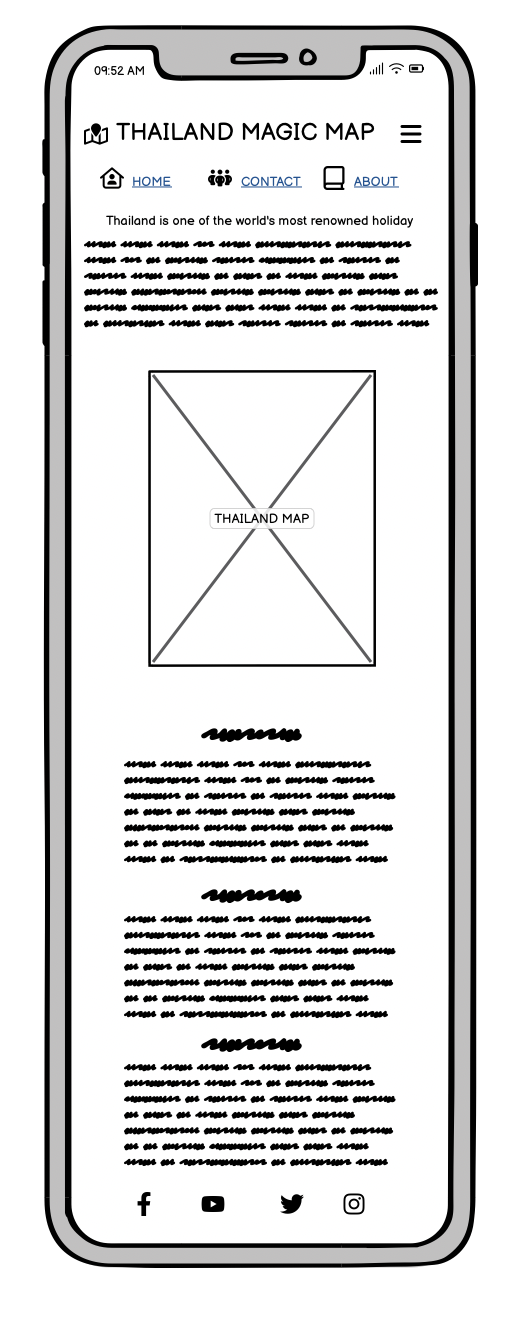 09:52 AM
THAILAND MAGIC MAP
HOME CONTACT ABOUT
Thailand is one of the world's most renowned holiday
THAILAND MAP